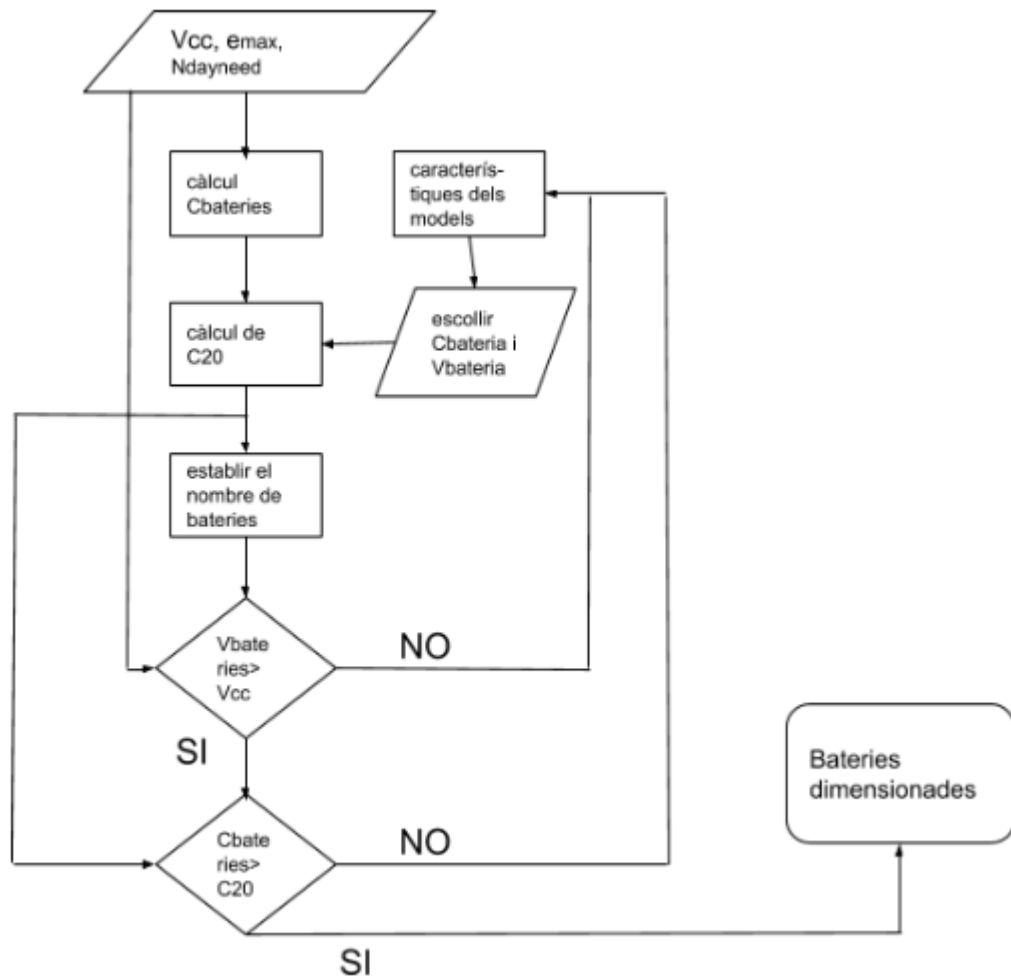 Vcc, emax,
Ndayneed
càlcul
Cbateries
caracterís-
tiques dels
models
escollir
Cbateria i
Vbateria
càlcul de
C20
establir el
nombre de
bateries
Vbate
ries>
Vcc
NO
SI
Bateries
dimensionades
Cbate
ries>
C20
NO
SI